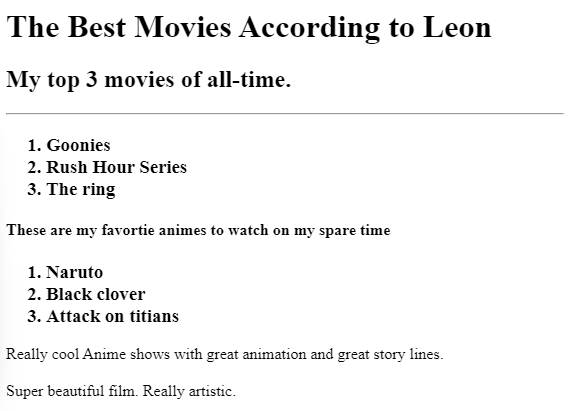 The Best Movies According to Leon
My top 3 movies of all-time.
1. Goonies
2. Rush Hour Series
3. The ring
These are my favortie animes to watch on my spare time
1. Naruto
2. Black clover
3. Attack on titians
Really cool Anime shows with great animation and great story lines.
Super beautiful film. Really artistic.